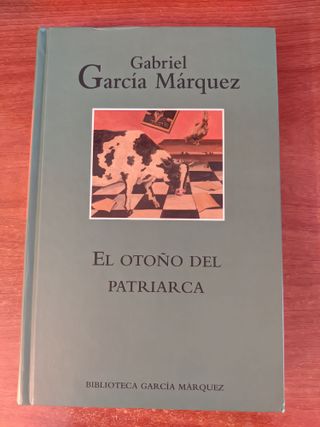 Gabriel
García Márquez
El otoño del
patriarca
Biblioteca García Márquez